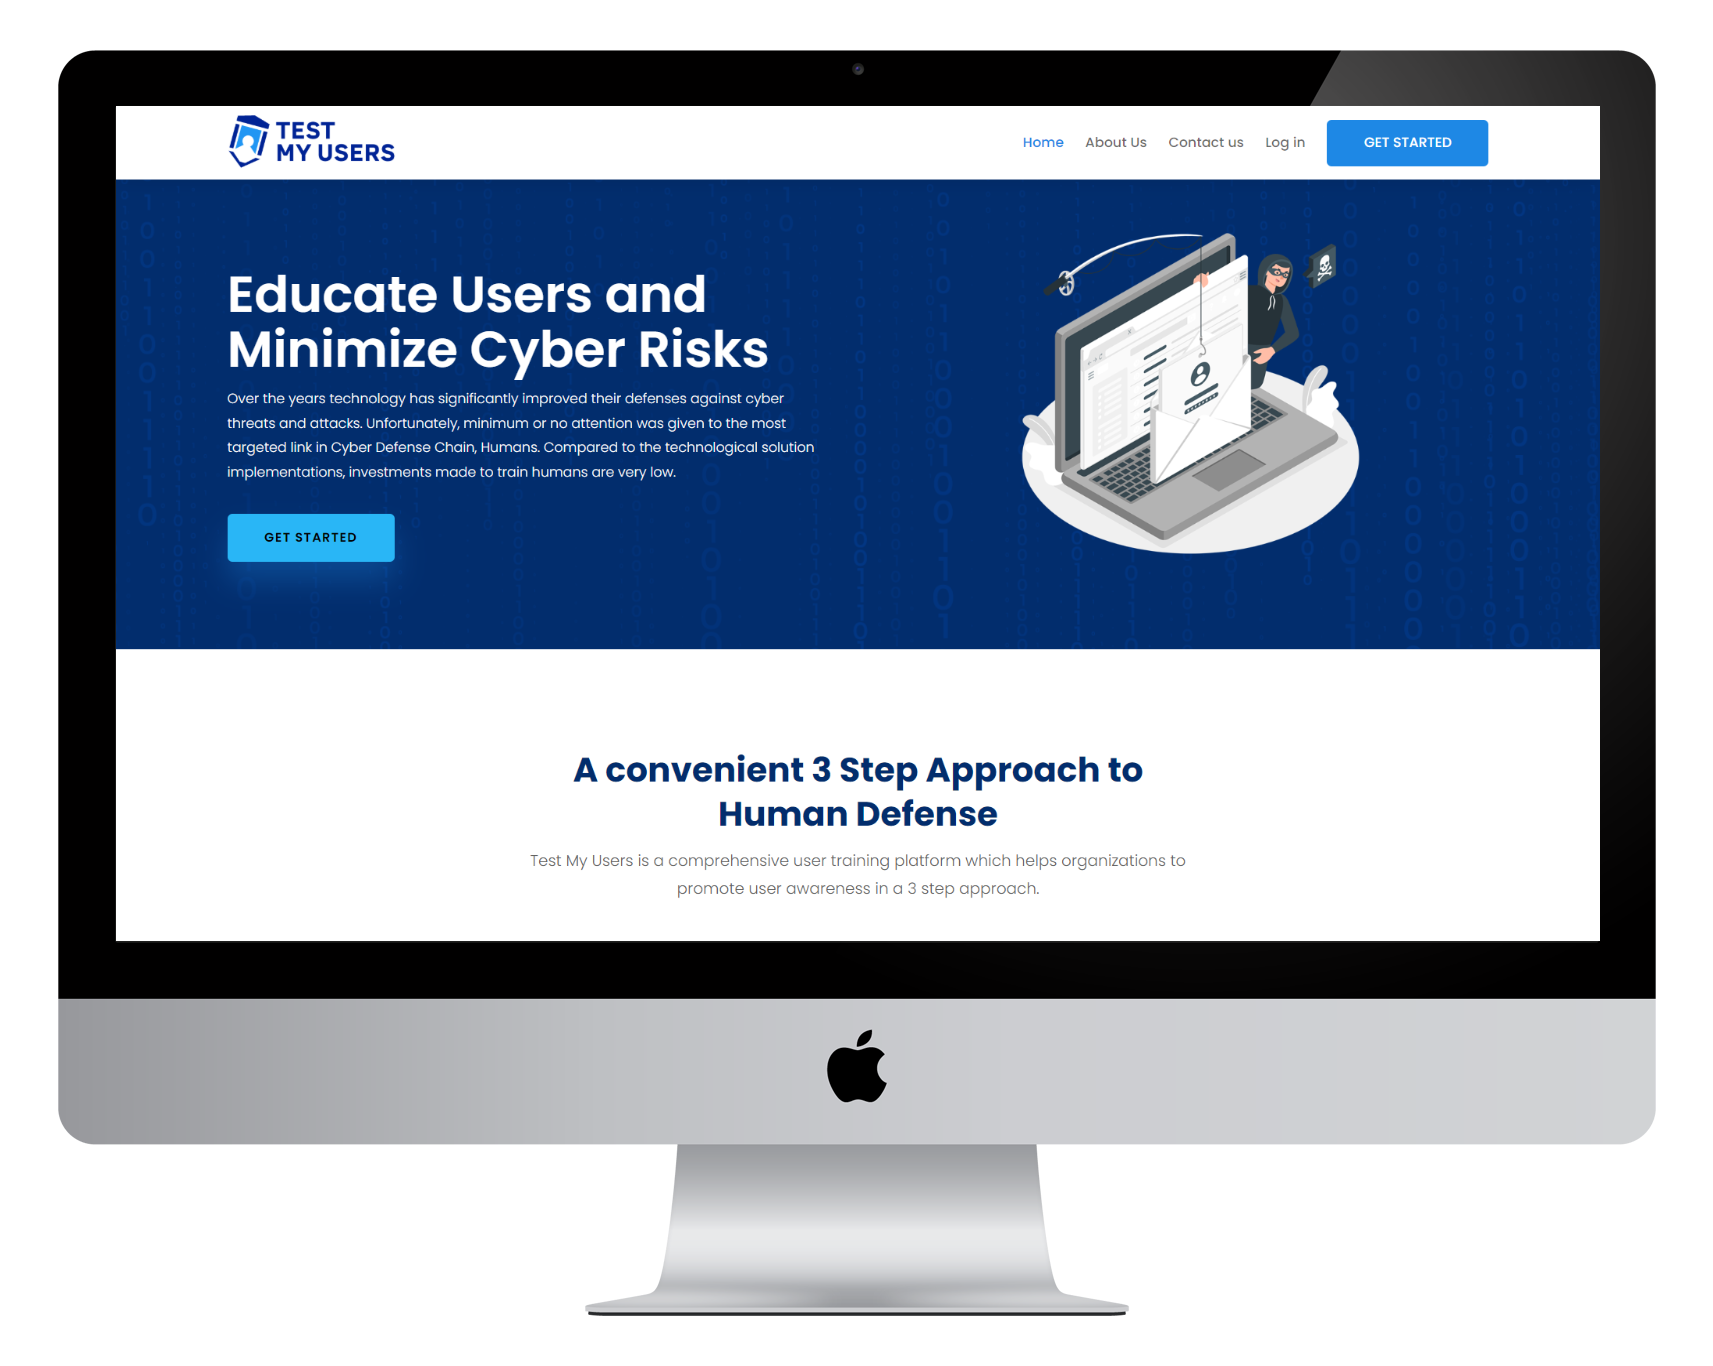 TEST
MY USERS
Home About Us Contact us Log in GET STARTED
Educate Users and
Minimize Cyber Risks
Over the years technology has significantly improved their defenses against cyber
threats and attacks. Unfortunately, minimum or no attention was given to the most
targeted link in Cyber Defense Chain, Humans. Compared to the technological solution
implementations, investments made to train humans are very low.
GET STARTED
A convenient 3 Step Approach to
Human Defense
Test My Users is a comprehensive user training platform which helps organizations to
promote user awareness in a 3 step approach.